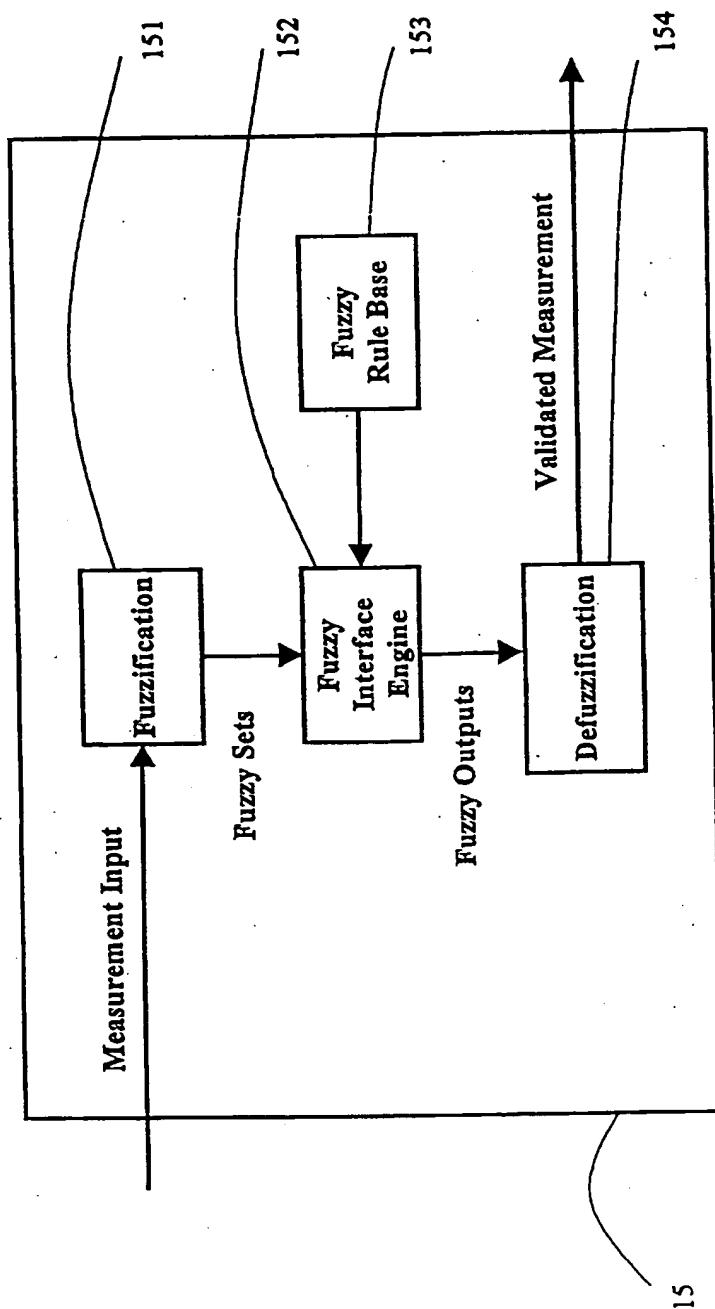 151
152
153
154
Measurement Input
Fuzzification
Fuzzy Sets
Fuzzy
Interface
Engine
Fuzzy
Rule Base
Fuzzy Outputs
Defuzzification
Validated Measurement
15